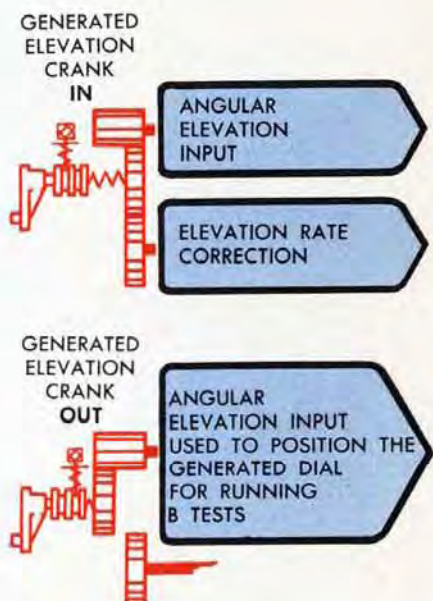 GENERATED
ELEVATION
CRANK
IN
ANGULAR
ELEVATION
INPUT
ELEVATION RATE
CORRECTION
GENERATED
ELEVATION
CRANK
OUT
ANGULAR
ELEVATION INPUT
USED TO POSITION THE
GENERATED DIAL
FOR RUNNING
B TESTS